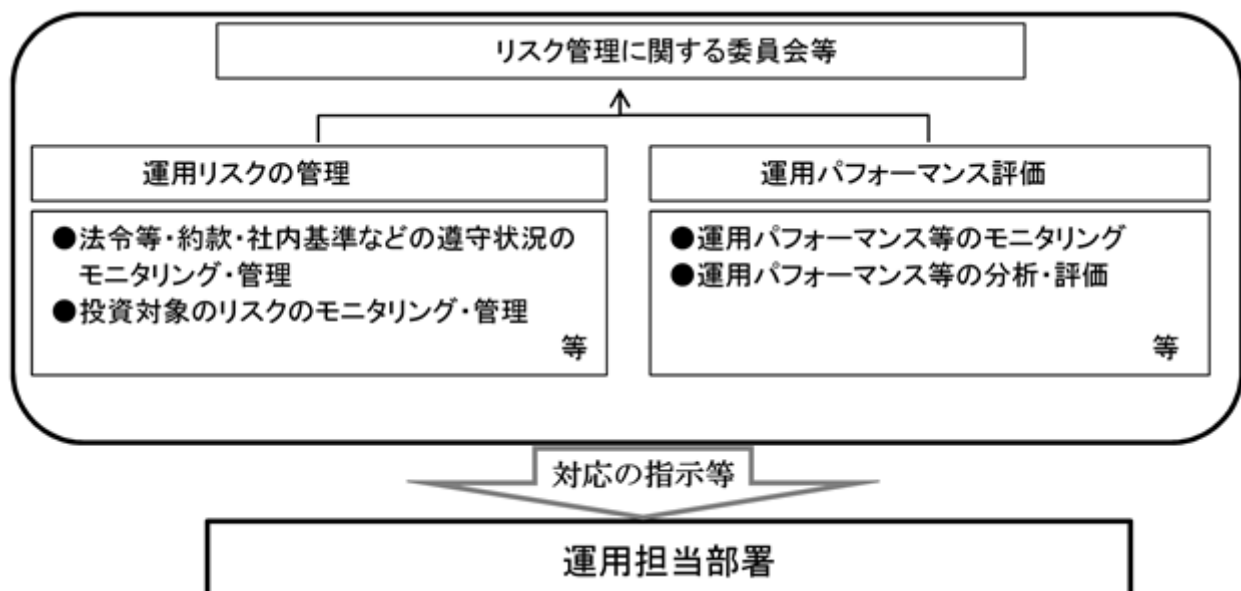 リスク管理に関する委員会等
運用リスクの管理
●法令等・約款・社内基準などの遵守状況の
モニタリング・管理
●投資対象のリスクのモニタリング・管理
等
運用パフォーマンス評価
●運用パフォーマンス等のモニタリング
●運用パフォーマンス等の分析・評価
等
対応の指示等
運用担当部署